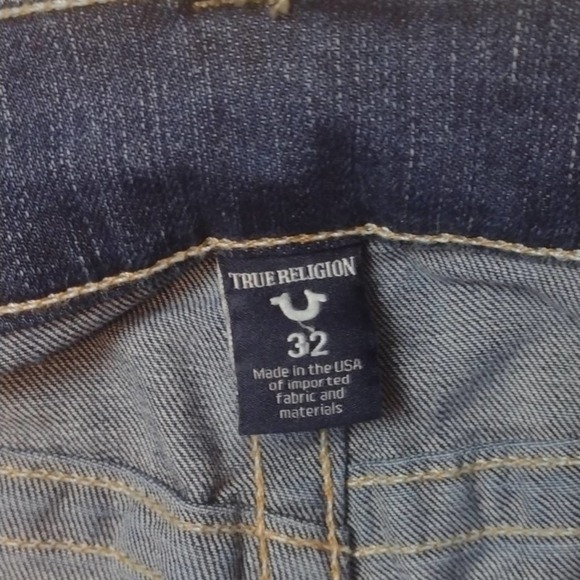 TRUE RELIGION
32
Made in the USA
of imported
fabric and
materials